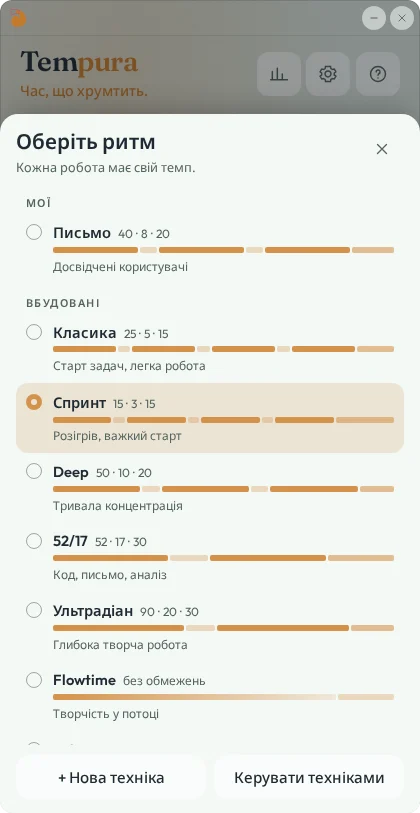 Tempura
Час, що хрумтить.
Оберіть ритм
Кожна робота має свій темп.
МОЇ
Письмо 40 · 8 · 20
Досвідчені користувачі
ВБУДОВАНІ
Класика 25 · 5 · 15
Старт задач, легка робота
Спринт 15 · 3 · 15
Розігрів, важкий старт
Deep 50 · 10 · 20
Тривала концентрація
52/17 52 · 17 · 30
Код, письмо, аналіз
Ультрадіан 90 · 20 · 30
Глибока творча робота
Flowtime без обмежень
Творчість у потоці
+ Нова техніка
Керувати техніками